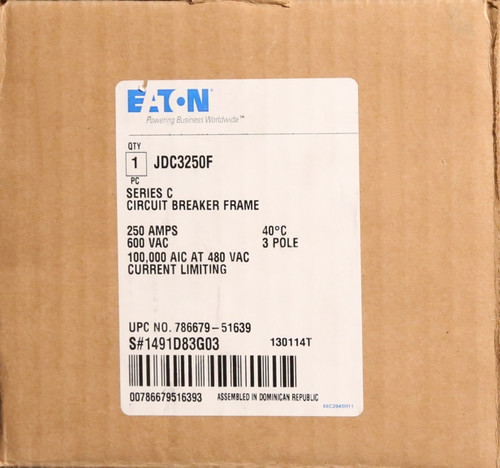 EATON
Powering Business Worldwide™
QTY
1 JDC3250F
PC
SERIES C
CIRCUIT BREAKER FRAME
250 AMPS 40°C
600 VAC 3 POLE
100,000 AIC AT 480 VAC
CURRENT LIMITING
UPC NO. 786679-51639
S#1491D83G03 130114T
00786679516393 ASSEMBLED IN DOMINICAN REPUBLIC